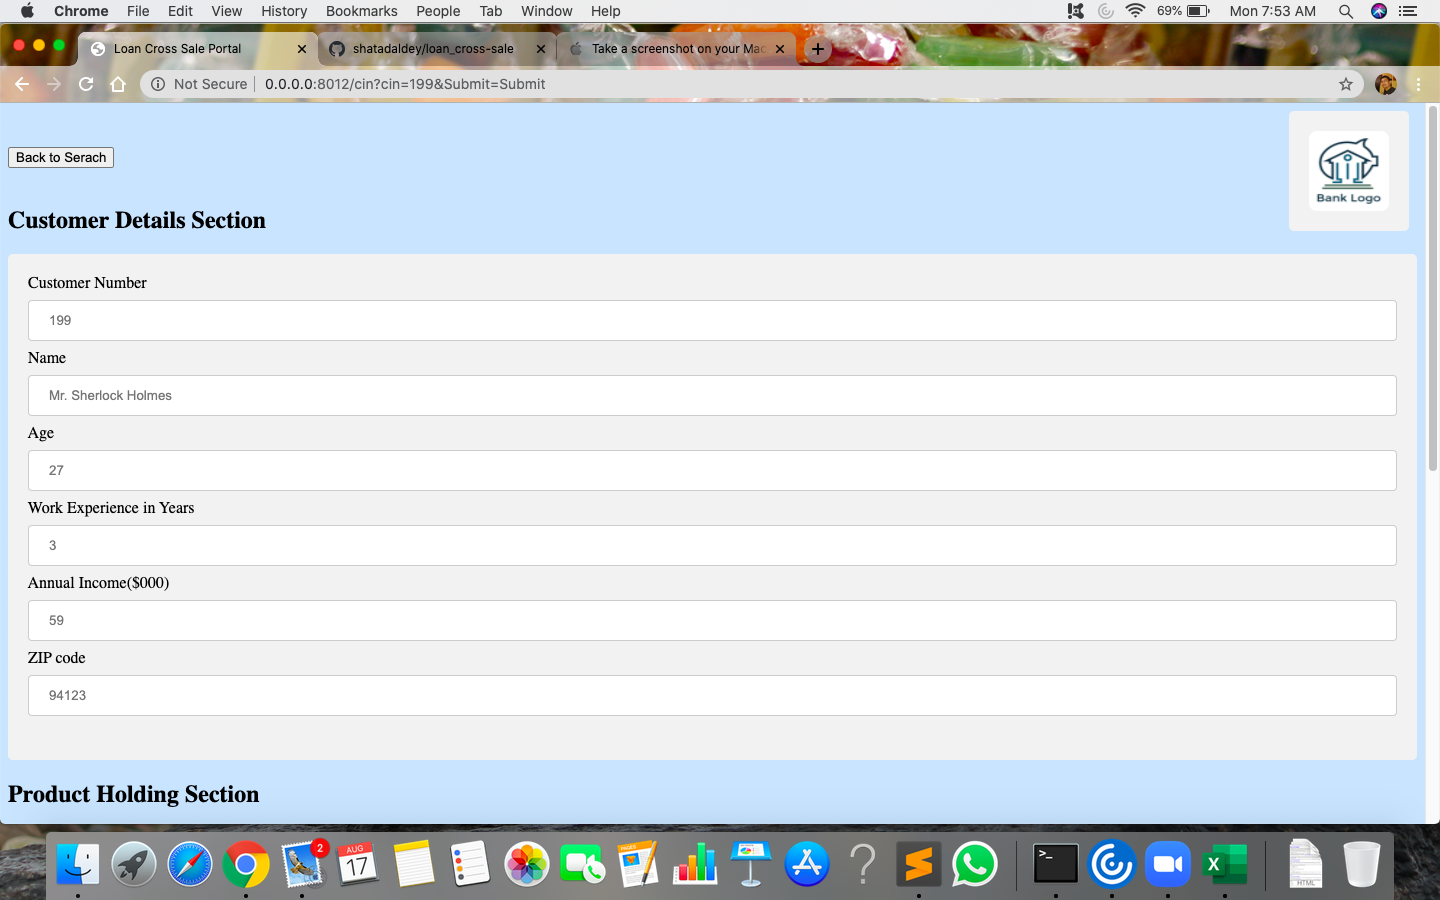 Chrome File Edit View History Bookmarks People Tab Window Help 69% Mon 7:53 AM
Loan Cross Sale Portal shatadaldey/loan_cross-sale Take a screenshot on your Mac
Not Secure 0.0.0.0:8012/cin?cin=199&Submit=Submit
Back to Serach
Bank Logo
Customer Details Section
Customer Number
199
Name
Mr. Sherlock Holmes
Age
27
Work Experience in Years
3
Annual Income($000)
59
ZIP code
94123
Product Holding Section
2
AUG
17
PAGES
>_
X
HTML